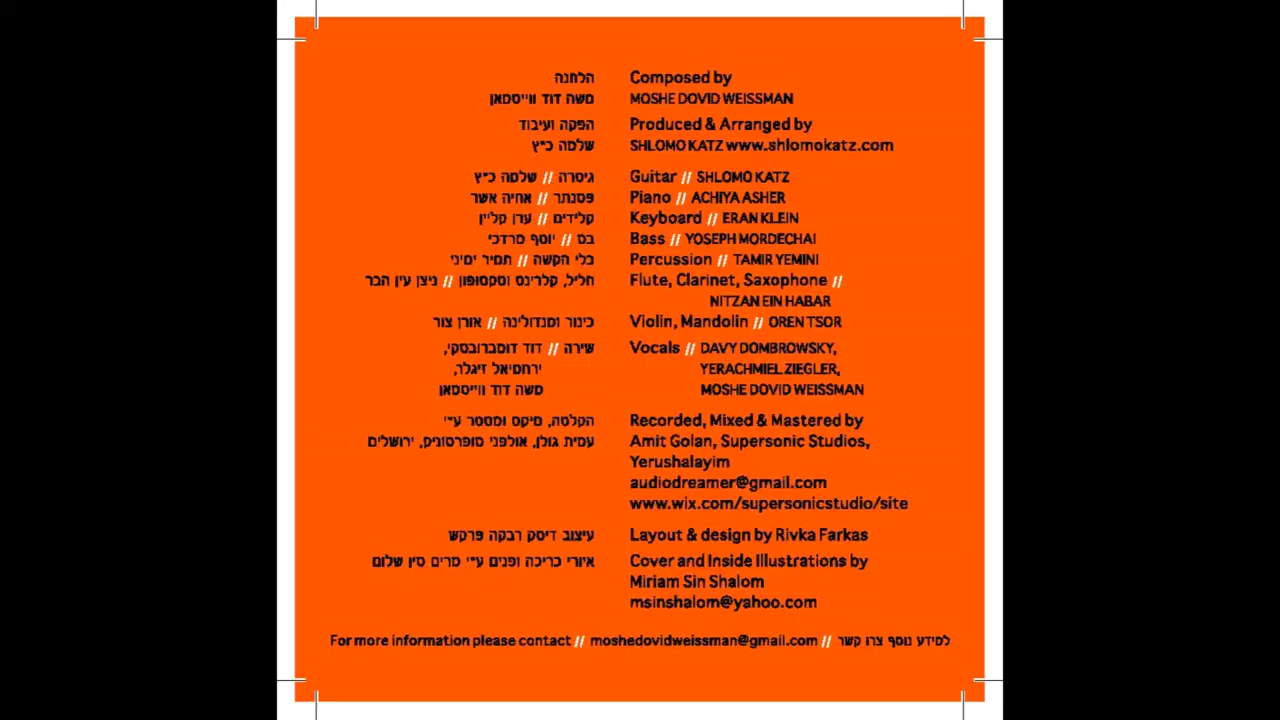 הלחנה
משה דוד ווייסמאן
הפקה ועיבוד
שלמה כ״ץ
גיטרה // שלמה כ״ץ
פסנתר // אחיה אשר
קלידים // ערן קליין
בס // יוסף מרדכי
כלי הקשה // תמיר ימיני
חליל, קלרינט וסקסופון // ניצן עין הבר
כינור ומנדולינה // אורן צור
שירה // דוד דומברובסקי,
ירחמיאל זיגלר,
משה דוד ווייסמאן
הקלטה, מיקס ומסטר ע״י
עמית גולן, אולפני סופרסוניק, ירושלים
עיצוב דיסק רבקה פרקש
איורי כריכה ופנים ע״י מרים סין שלום
Composed by
MOSHE DOVID WEISSMAN
Produced & Arranged by
SHLOMO KATZ www.shlomokatz.com
Guitar // SHLOMO KATZ
Piano // ACHIYA ASHER
Keyboard // ERAN KLEIN
Bass // YOSEPH MORDECHAI
Percussion // TAMIR YEMINI
Flute, Clarinet, Saxophone //
NITZAN EIN HABAR
Violin, Mandolin // OREN TSOR
Vocals // DAVY DOMBROWSKY,
YERACHMIEL ZIEGLER,
MOSHE DOVID WEISSMAN
Recorded, Mixed & Mastered by
Amit Golan, Supersonic Studios,
Yerushalayim
audiodreamer@gmail.com
www.wix.com/supersonicstudio/site
Layout & design by Rivka Farkas
Cover and Inside Illustrations by
Miriam Sin Shalom
msinshalom@yahoo.com
For more information please contact // moshedovidweissman@gmail.com // למידע נוסף צרו קשר